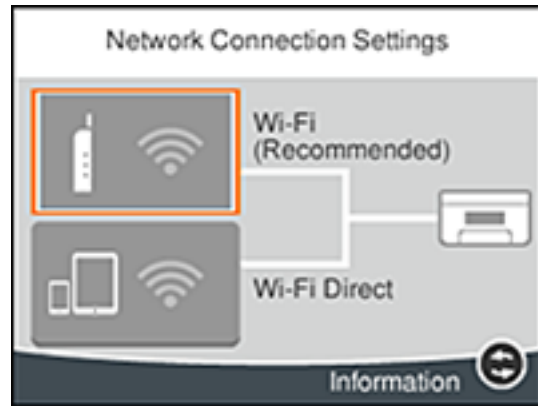 Network Connection Settings
Wi-Fi
(Recommended)
Wi-Fi Direct
Information